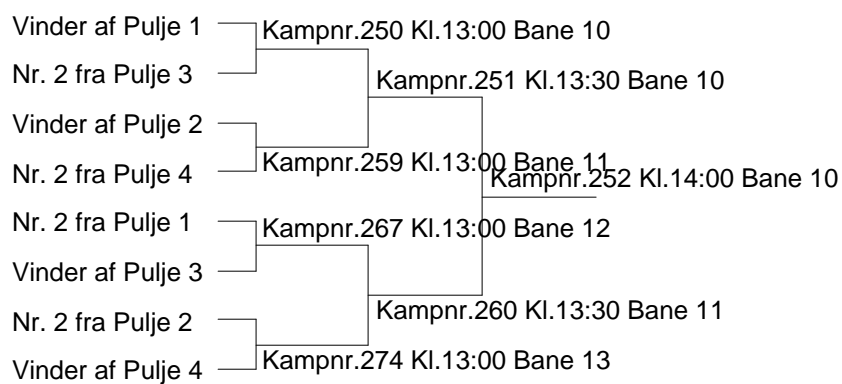 Vinder af Pulje 1
Kampnr.250 Kl.13:00 Bane 10
Nr. 2 fra Pulje 3
Kampnr.251 Kl.13:30 Bane 10
Vinder af Pulje 2
Kampnr.259 Kl.13:00 Bane 11
Nr. 2 fra Pulje 4
Kampnr.252 Kl.14:00 Bane 10
Nr. 2 fra Pulje 1
Kampnr.267 Kl.13:00 Bane 12
Vinder af Pulje 3
Kampnr.260 Kl.13:30 Bane 11
Nr. 2 fra Pulje 2
Kampnr.274 Kl.13:00 Bane 13
Vinder af Pulje 4